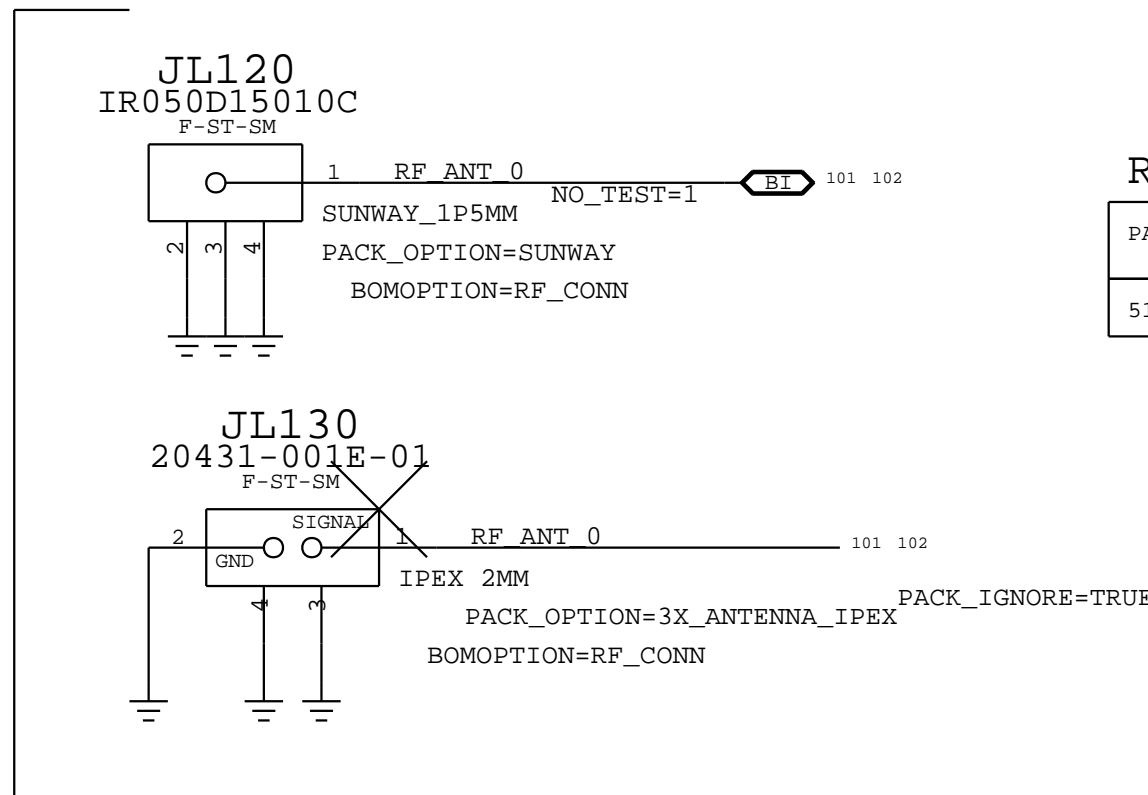 JL120
IR050D15010C
F-ST-SM
1 RF_ANT_0
NO_TEST=1
BI 101 102
SUNWAY_1P5MM
2 3 4
PACK_OPTION=SUNWAY
BOMOPTION=RF_CONN
R
PA
51
JL130
20431-001E-01
F-ST-SM
SIGNAL
2 GND 1 RF_ANT_0 101 102
IPEX 2MM
4 3
PACK_OPTION=3X_ANTENNA_IPEX
PACK_IGNORE=TRUE
BOMOPTION=RF_CONN